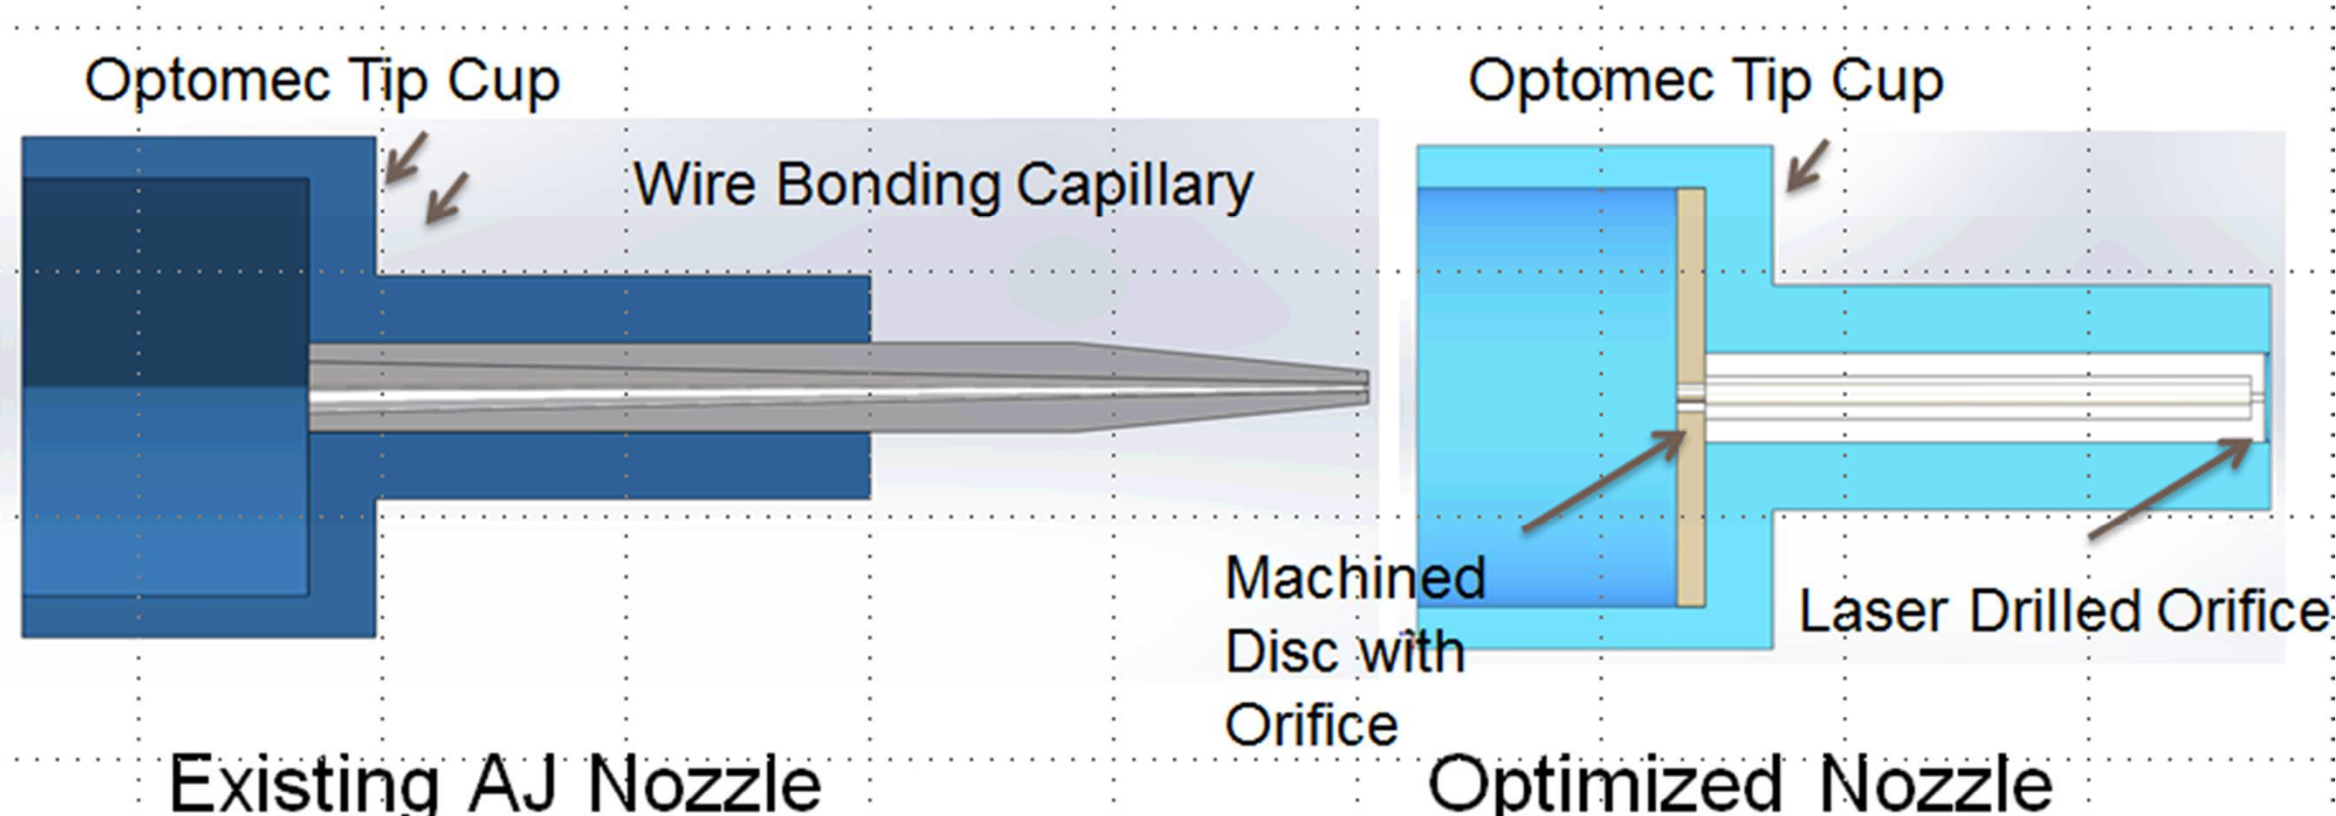 Optomec Tip Cup
Wire Bonding Capillary
Existing AJ Nozzle
Optomec Tip Cup
Machined
Disc with
Orifice
Laser Drilled Orifice
Optimized Nozzle